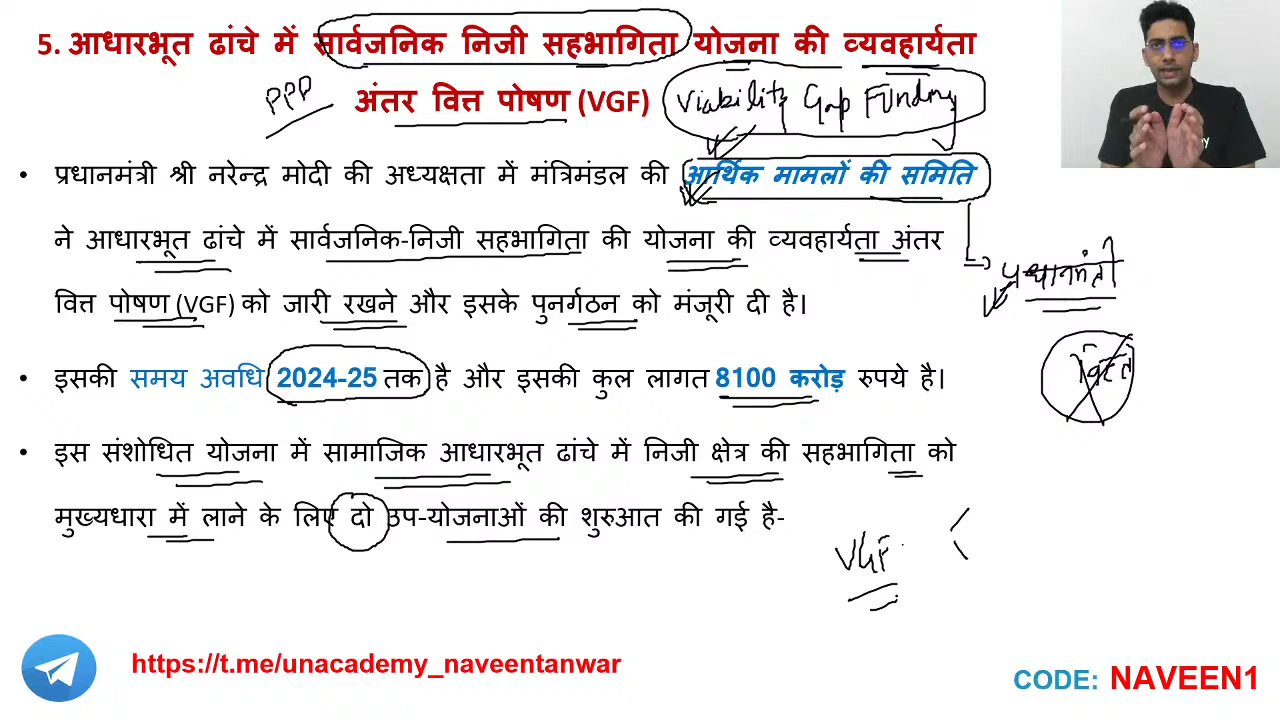 5. आधारभूत ढांचे में सार्वजनिक निजी सहभागिता योजना की व्यवहार्यता
PPP अंतर वित्त पोषण (VGF) Viability Gap Funding
• प्रधानमंत्री श्री नरेन्द्र मोदी की अध्यक्षता में मंत्रिमंडल की आर्थिक मामलों की समिति
ने आधारभूत ढांचे में सार्वजनिक-निजी सहभागिता की योजना की व्यवहार्यता अंतर
प्रधानमंत्री
वित्त पोषण (VGF) को जारी रखने और इसके पुनर्गठन को मंजूरी दी है।
• इसकी समय अवधि 2024-25 तक है और इसकी कुल लागत 8100 करोड़ रुपये है।
• इस संशोधित योजना में सामाजिक आधारभूत ढांचे में निजी क्षेत्र की सहभागिता को
मुख्यधारा में लाने के लिए दो उप-योजनाओं की शुरुआत की गई है-
VGF
https://t.me/unacademy_naveentanwar
CODE: NAVEEN1